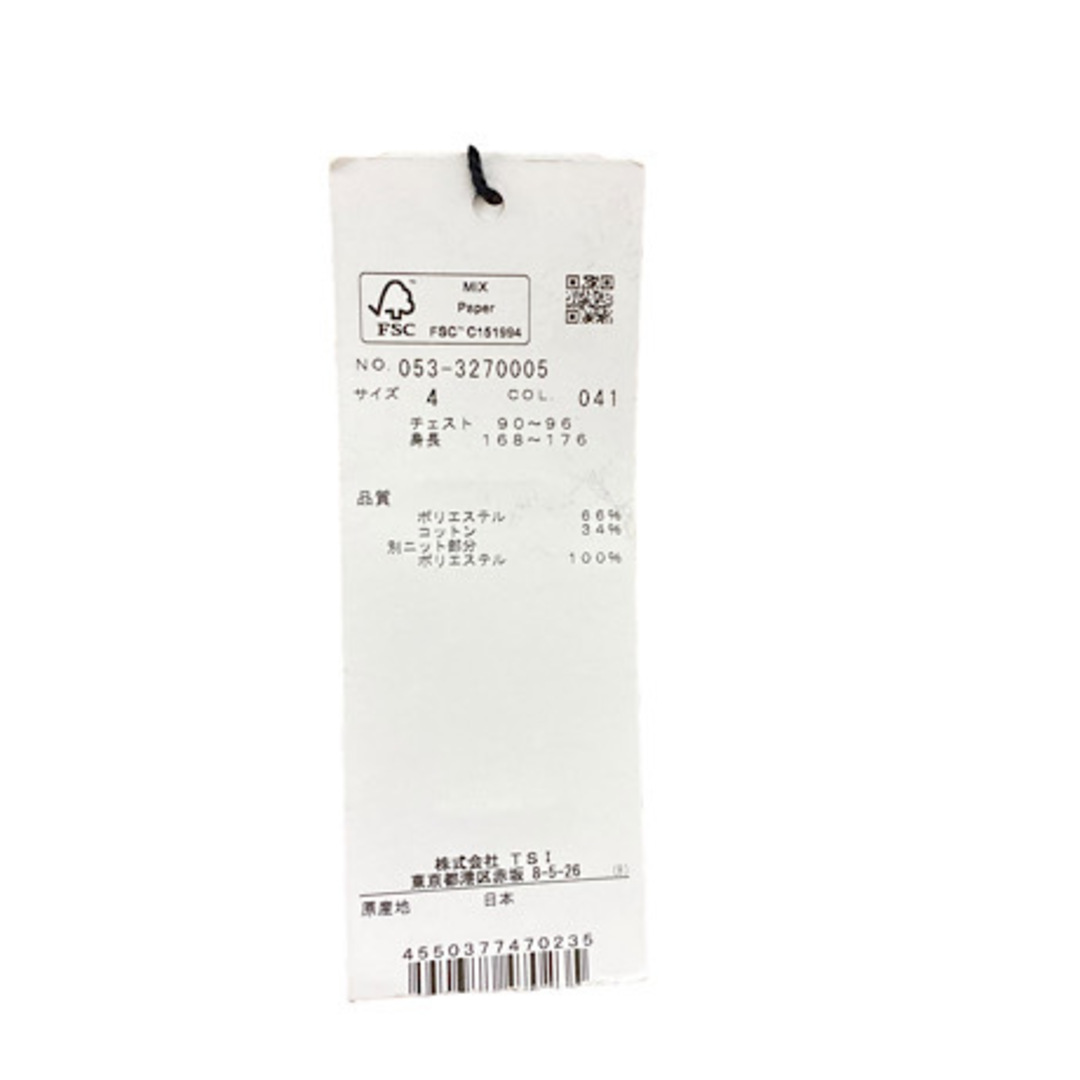 MIX
Paper
FSC™ C151994
FSC
NO. 053-3270005
サイズ 4 COL. 041
チェスト 90～96
身長 168～176
品質
ポリエステル 66%
コットン 34%
別ニット部分
ポリエステル 100%
株式会社 TSI
東京都港区赤坂 8-5-26
原産地 日本
4550377470235